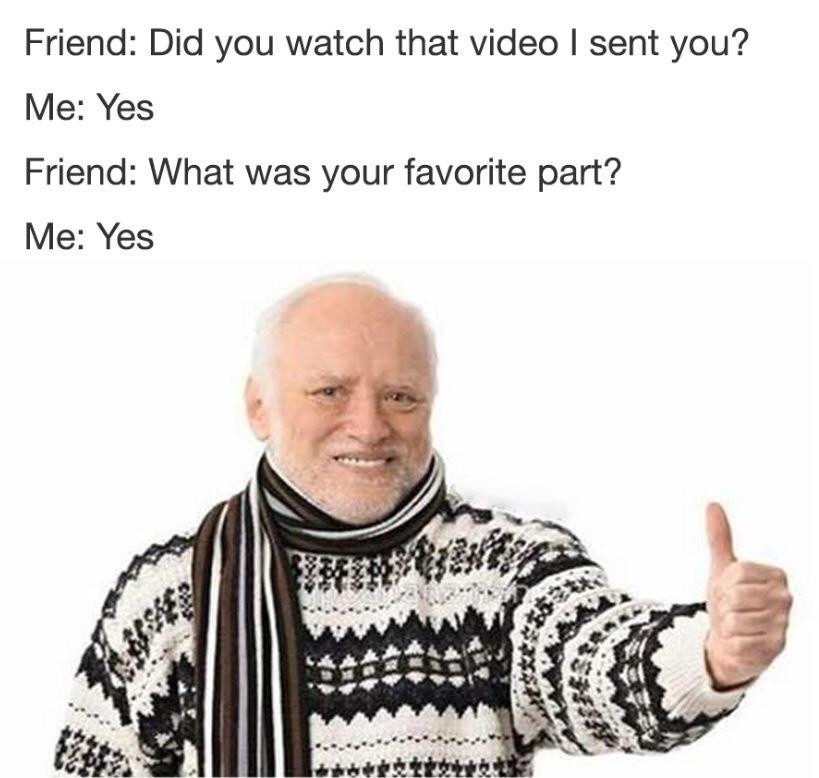 Friend: Did you watch that video I sent you?
Me: Yes
Friend: What was your favorite part?
Me: Yes